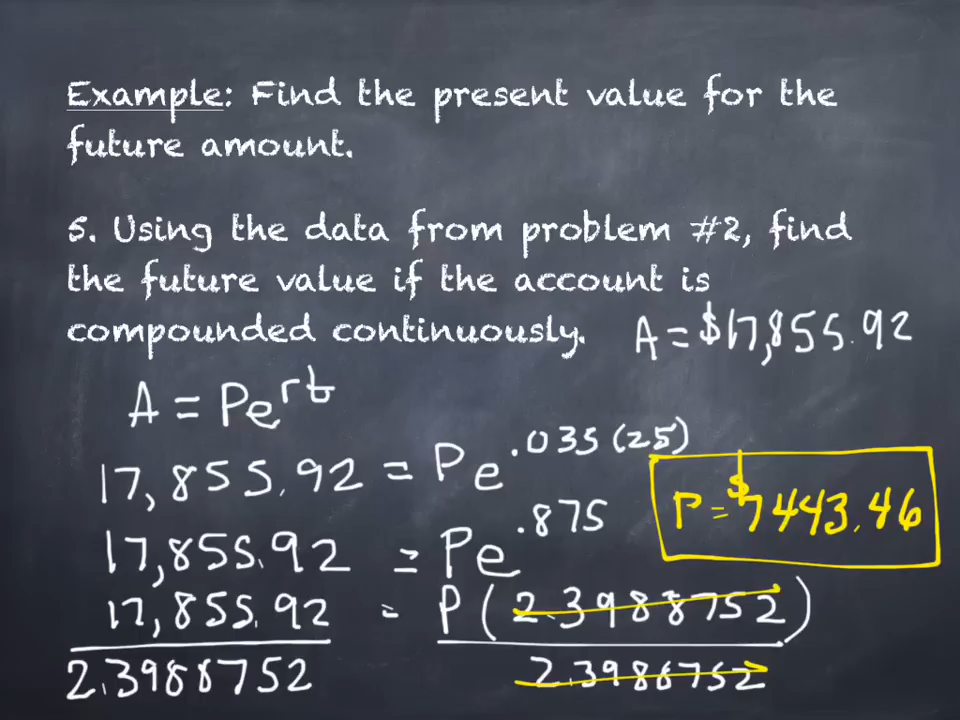 Example: Find the present value for the
future amount.
5. Using the data from problem #2, find
the future value if the account is
compounded continuously. A = $17,855.92
A = Pe^rt
17,855.92 = Pe^.035(25)
P = $7443.46
17,855.92 = Pe^.875
17,855.92 = P(2.3988752)
2.3988752 2.3988752